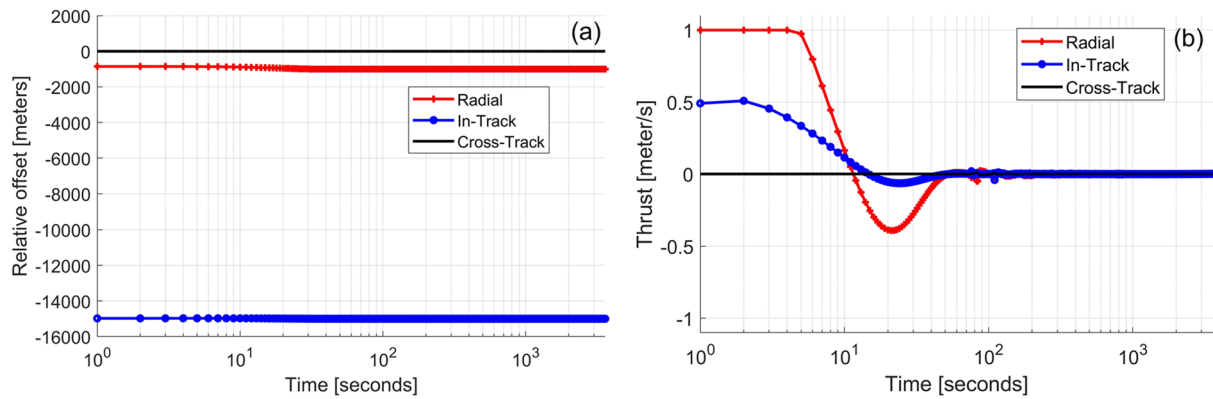 (a)
Relative offset [meters]
2000
0
-2000
-4000
-6000
-8000
-10000
-12000
-14000
-16000
Radial
In-Track
Cross-Track
10^0
10^1
10^2
10^3
Time [seconds]
(b)
Thrust [meter/s]
1
0.5
0
-0.5
-1
Radial
In-Track
Cross-Track
10^0
10^1
10^2
10^3
Time [seconds]